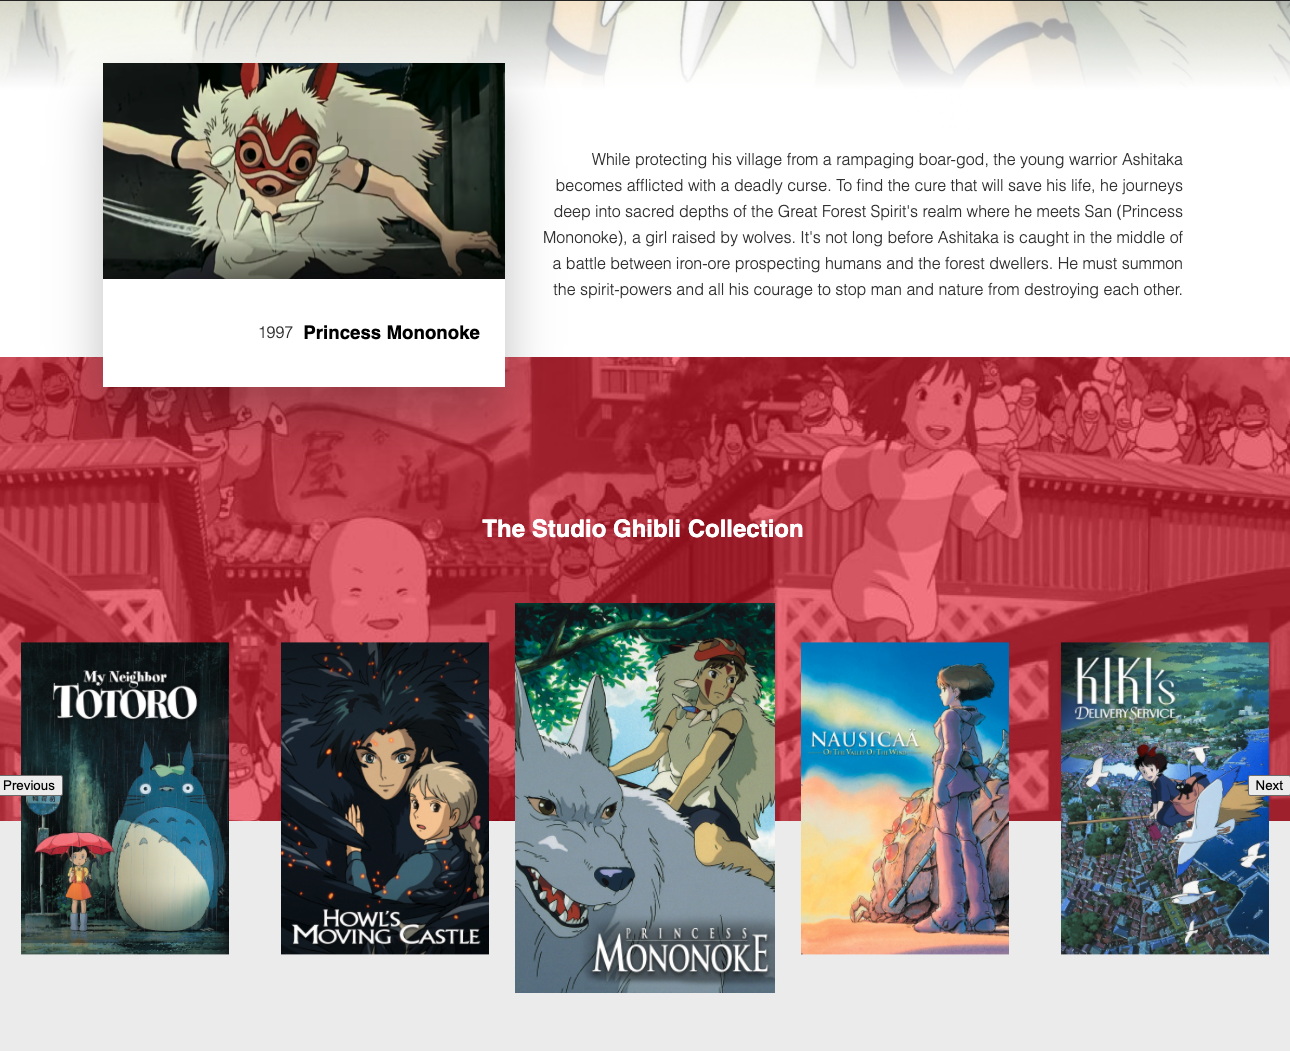 While protecting his village from a rampaging boar-god, the young warrior Ashitaka
becomes afflicted with a deadly curse. To find the cure that will save his life, he journeys
deep into sacred depths of the Great Forest Spirit's realm where he meets San (Princess
Mononoke), a girl raised by wolves. It's not long before Ashitaka is caught in the middle of
a battle between iron-ore prospecting humans and the forest dwellers. He must summon
the spirit-powers and all his courage to stop man and nature from destroying each other.
1997 Princess Mononoke
油
屋
The Studio Ghibli Collection
My Neighbor
TOTORO
HOWL'S
MOVING CASTLE
PRINCESS
MONONOKE
NAUSICAÄ
OF THE VALLEY OF THE WIND
KIKI's
DELIVERY SERVICE
Previous
Next